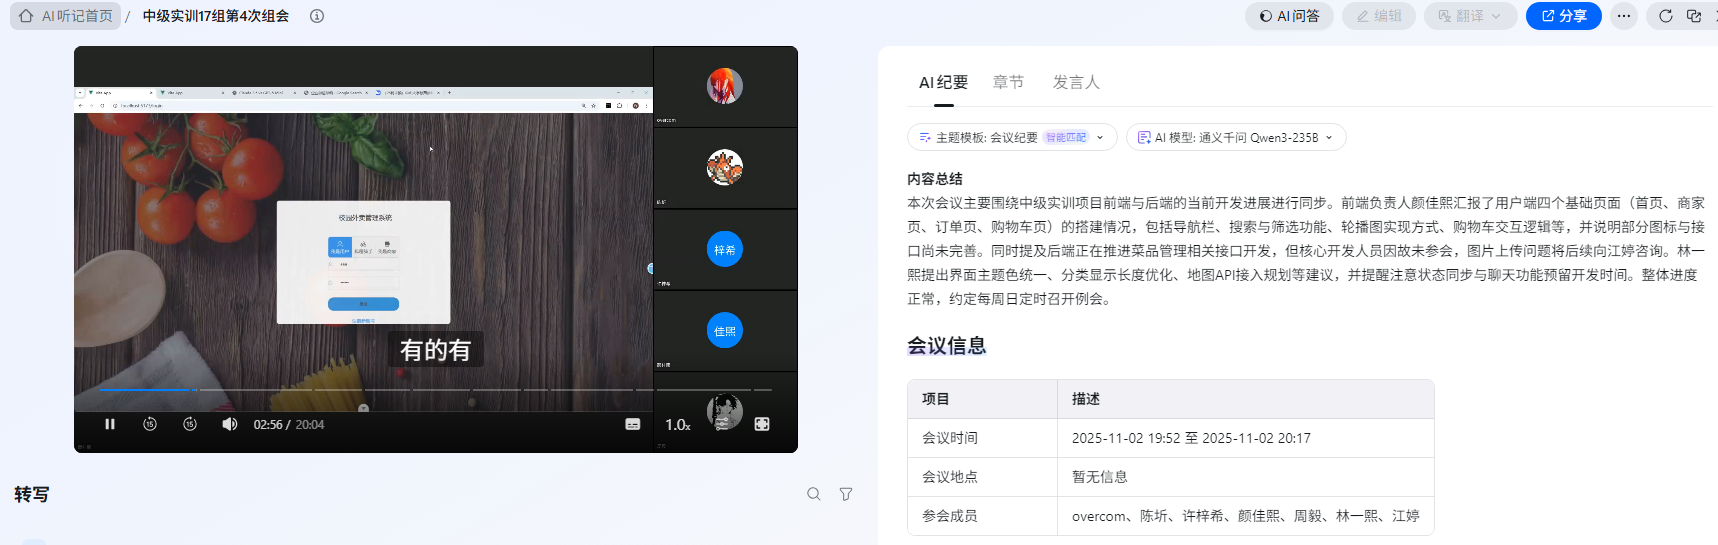 AI听记首页 / 中级实训17组第4次组会
AI问答 编辑 翻译 分享
校园外卖管理系统
有的有
02:56 / 20:04
1.0x
overcom
梓希
佳熙
转写
AI纪要 章节 发言人
主题模板: 会议纪要 智能匹配
AI 模型: 通义千问 Qwen3-235B
内容总结
本次会议主要围绕中级实训项目前端与后端的当前开发进展进行同步。前端负责人颜佳熙汇报了用户端四个基础页面（首页、商家
页、订单页、购物车页）的搭建情况，包括导航栏、搜索与筛选功能、轮播图实现方式、购物车交互逻辑等，并说明部分图标与接
口尚未完善。同时提及后端正在推进菜品管理相关接口开发，但核心开发人员因故未参会，图片上传问题将后续向江婷咨询。林一
熙提出界面主题色统一、分类显示长度优化、地图API接入规划等建议，并提醒注意状态同步与聊天功能预留开发时间。整体进度
正常，约定每周日定时召开例会。
会议信息
项目 描述
会议时间 2025-11-02 19:52 至 2025-11-02 20:17
会议地点 暂无信息
参会成员 overcom、陈圻、许梓希、颜佳熙、周毅、林一熙、江婷